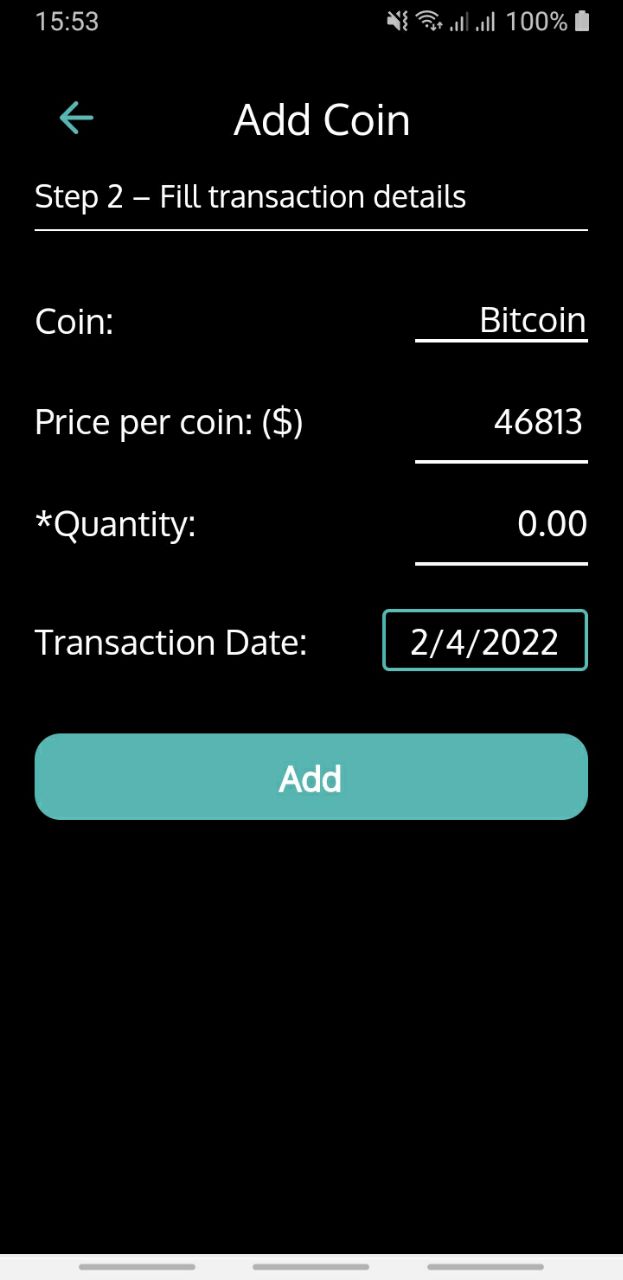 15:53 100%
Add Coin
Step 2 – Fill transaction details
Coin: Bitcoin
Price per coin: ($) 46813
*Quantity: 0.00
Transaction Date: 2/4/2022
Add